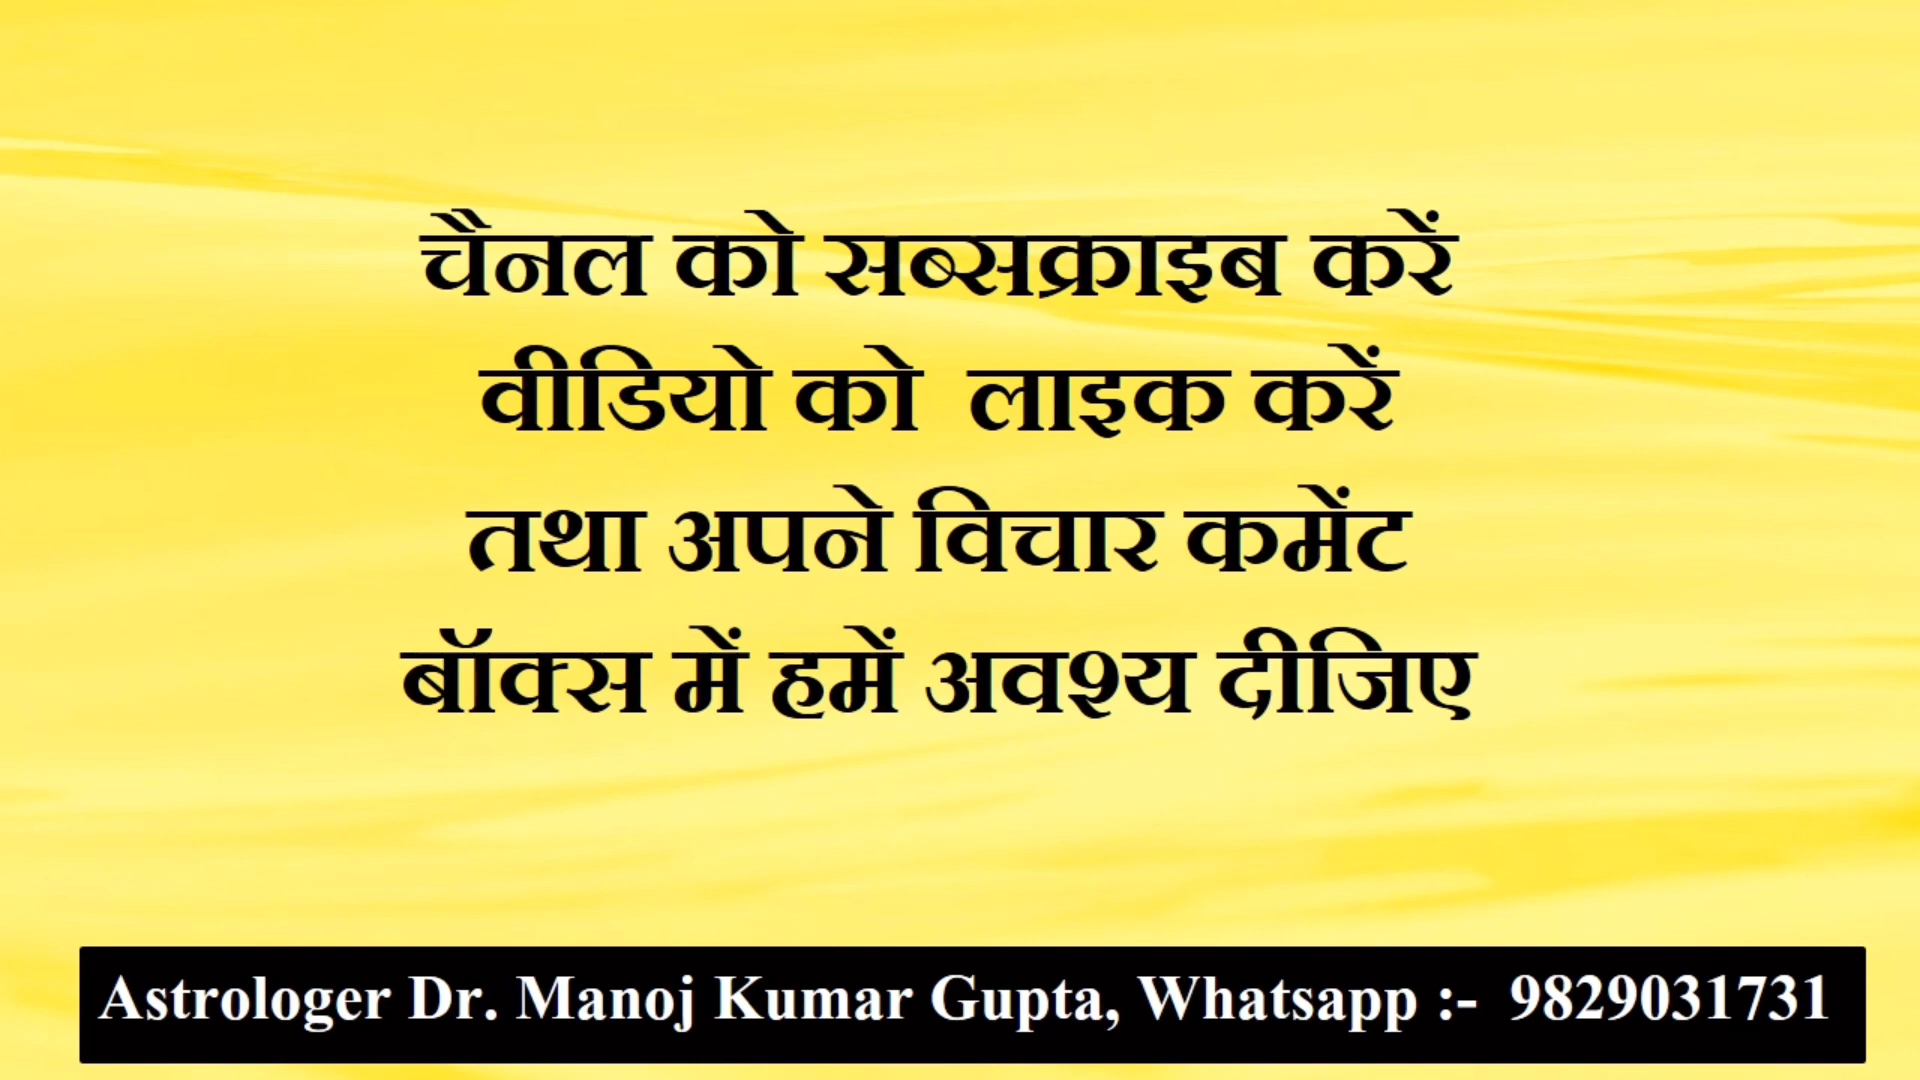 चैनल को सब्सक्राइब करें
वीडियो को लाइक करें
तथा अपने विचार कमेंट
बॉक्स में हमें अवश्य दीजिए
Astrologer Dr. Manoj Kumar Gupta, Whatsapp :- 9829031731